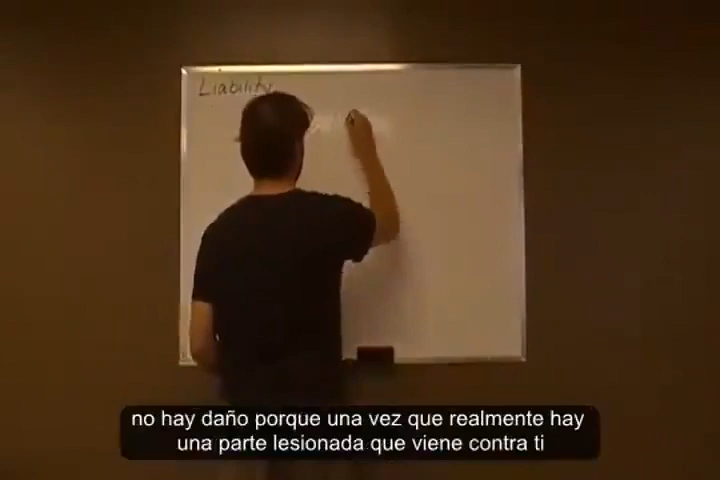 Liability
no hay daño porque una vez que realmente hay
una parte lesionada que viene contra ti